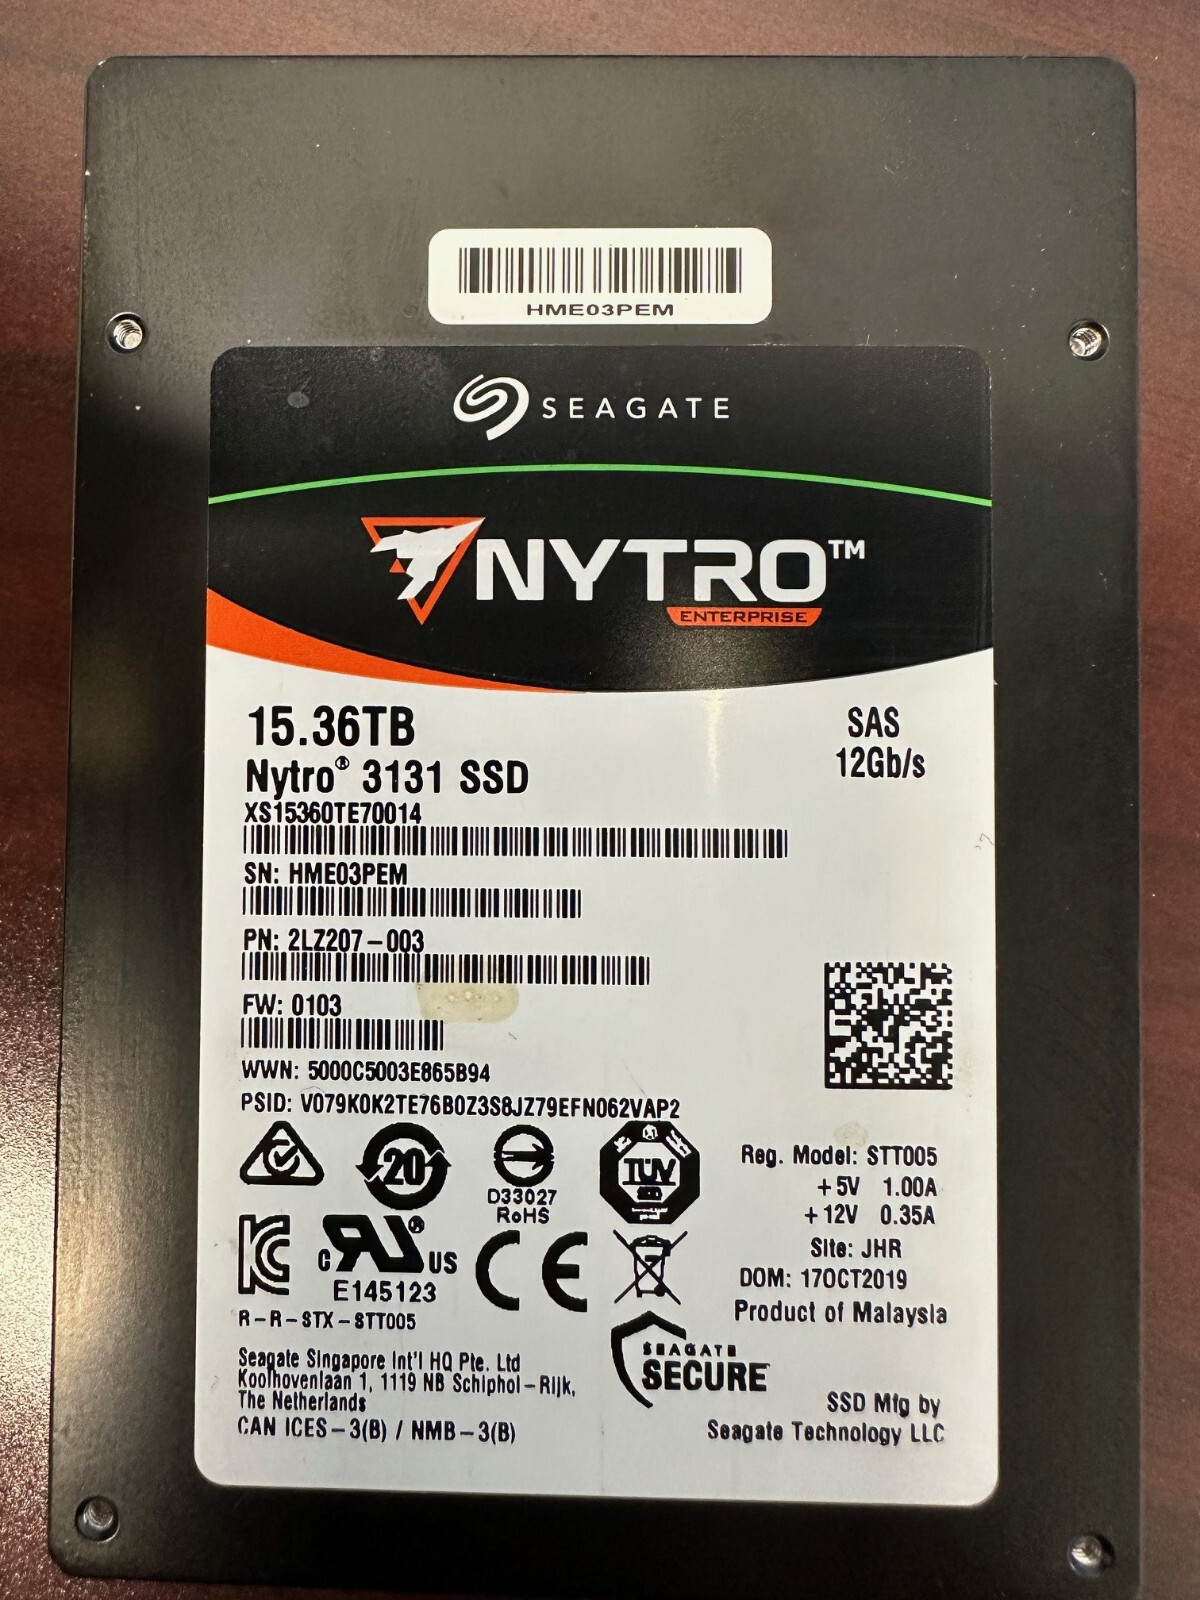 HME03PEM
SEAGATE
NYTRO™
ENTERPRISE
15.36TB
Nytro® 3131 SSD
XS15360TE70014
SAS
12Gb/s
SN: HME03PEM
PN: 2LZ207-003
FW: 0103
WWN: 5000C5003E865B94
PSID: V079K0K2TE76B0Z3S8JZ79EFN062VAP2
20
D33027
RoHS
TÜV
Reg. Model: STT005
+5V 1.00A
+12V 0.35A
Site: JHR
DOM: 17OCT2019
Product of Malaysia
c UR® US
E145123
CE
R-R-STX-STT005
Seagate Singapore Int'l HQ Pte. Ltd
Koolhovenlaan 1, 1119 NB Schiphol-Rijk,
The Netherlands
CAN ICES-3(B) / NMB-3(B)
SEAGATE
SECURE
SSD Mfg by
Seagate Technology LLC